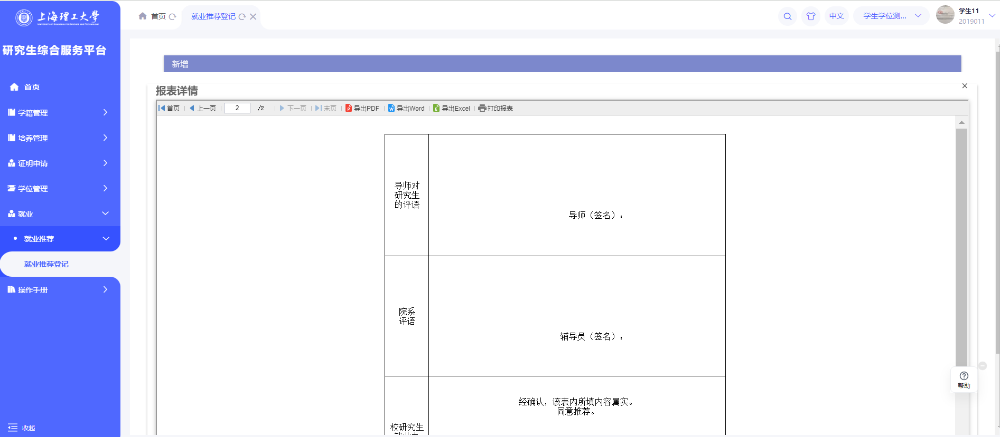 上海理工大学
UNIVERSITY OF SHANGHAI FOR SCIENCE AND TECHNOLOGY
研究生综合服务平台
首页
学籍管理
培养管理
证明申请
学位管理
就业
就业推荐
就业推荐登记
操作手册
收起
首页 就业推荐登记
中文 学生学位测... 学生11
2019011
新增
报表详情
首页 上一页 2 /2 下一页 末页 导出PDF 导出Word 导出Excel 打印报表
导师对
研究生
的评语
导师（签名）：
院系
评语
辅导员（签名）：
经确认，该表内所填内容属实。
同意推荐。
校研究生
帮助